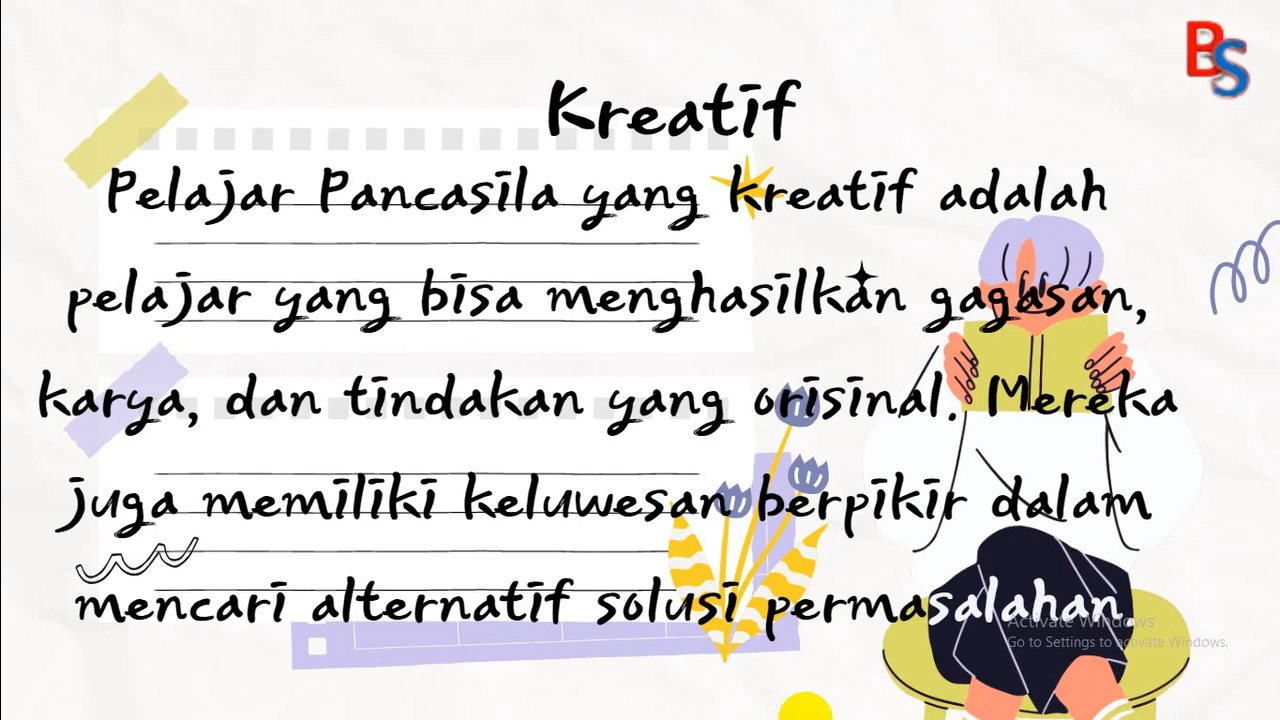 BS
Kreatif
Pelajar Pancasila yang kreatif adalah
pelajar yang bisa menghasilkan gagasan,
karya, dan tindakan yang orisinal. Mereka
juga memiliki keluwesan berpikir dalam
mencari alternatif solusi permasalahan.
Activate Windows
Go to Settings to activate Windows.